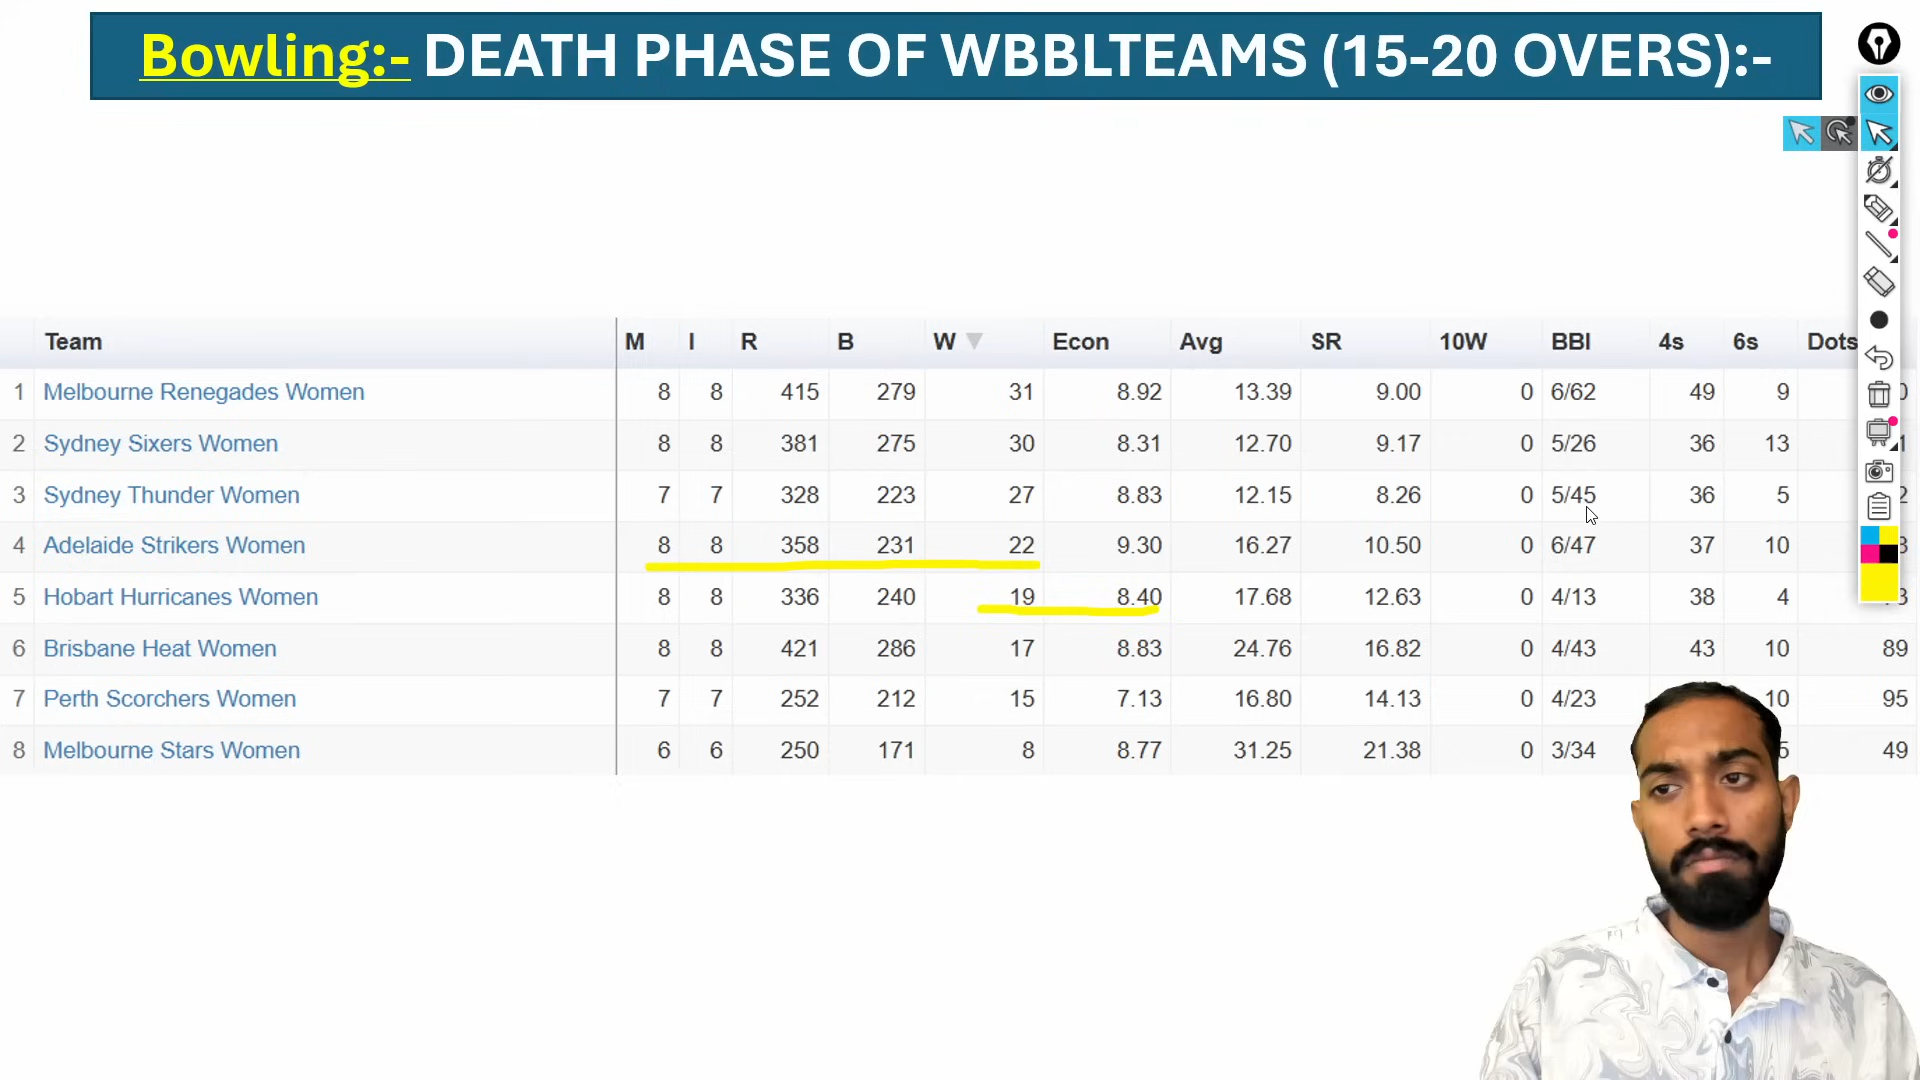 Bowling:- DEATH PHASE OF WBBLTEAMS (15-20 OVERS):-
Team M I R B W Econ Avg SR 10W BBI 4s 6s Dots
1 Melbourne Renegades Women 8 8 415 279 31 8.92 13.39 9.00 0 6/62 49 9
2 Sydney Sixers Women 8 8 381 275 30 8.31 12.70 9.17 0 5/26 36 13
3 Sydney Thunder Women 7 7 328 223 27 8.83 12.15 8.26 0 5/45 36 5
4 Adelaide Strikers Women 8 8 358 231 22 9.30 16.27 10.50 0 6/47 37 10
5 Hobart Hurricanes Women 8 8 336 240 19 8.40 17.68 12.63 0 4/13 38 4
6 Brisbane Heat Women 8 8 421 286 17 8.83 24.76 16.82 0 4/43 43 10 89
7 Perth Scorchers Women 7 7 252 212 15 7.13 16.80 14.13 0 4/23 10 95
8 Melbourne Stars Women 6 6 250 171 8 8.77 31.25 21.38 0 3/34 5 49